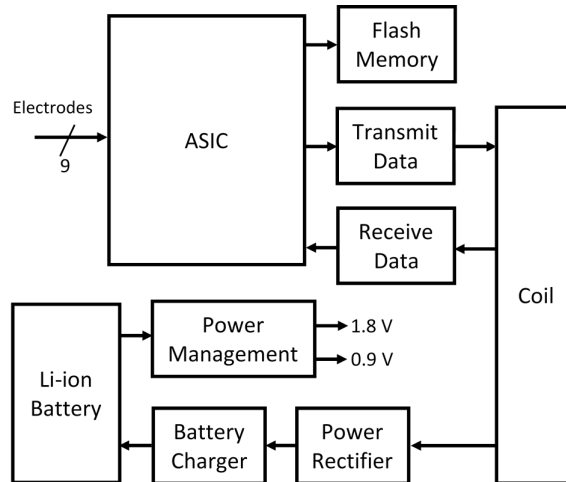 Flash
Memory
Electrodes
9
ASIC
Transmit
Data
Receive
Data
Coil
Power
Management
1.8 V
0.9 V
Li-ion
Battery
Battery
Charger
Power
Rectifier